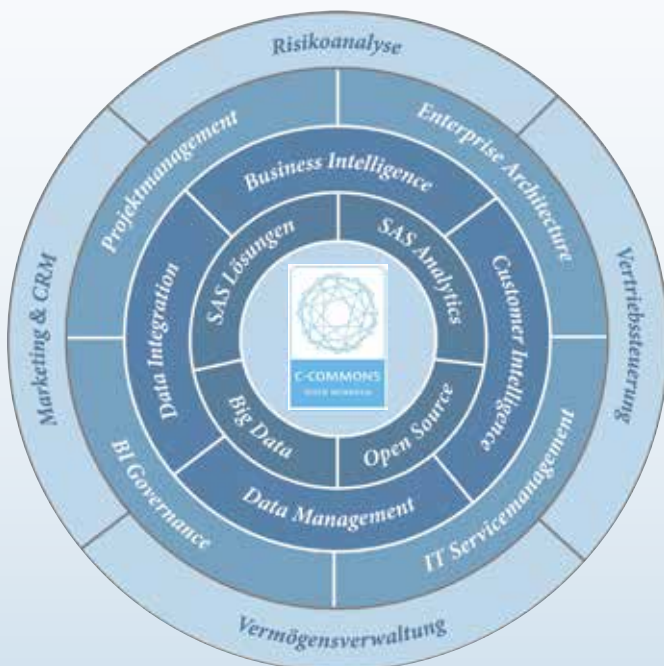 Risikoanalyse
Projektmanagement
Enterprise Architecture
Business Intelligence
SAS Lösungen
SAS Analytics
Marketing & CRM
Data Integration
Customer Intelligence
Vertriebssteuerung
C-COMMONS
Big Data
Open Source
Data Management
BI Governance
IT Servicemanagement
Vermögensverwaltung